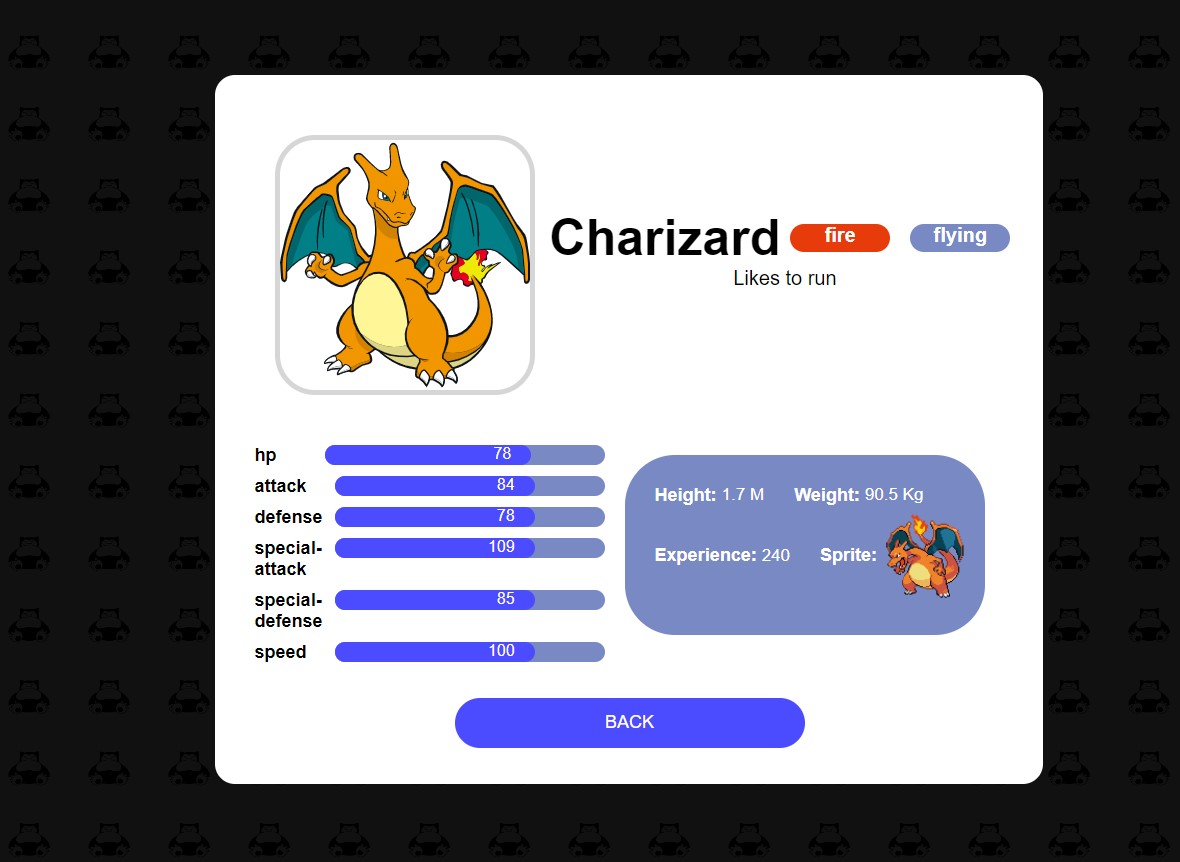 Charizard fire flying
Likes to run
hp 78
attack 84
defense 78
special- 109
attack
special- 85
defense
speed 100
Height: 1.7 M Weight: 90.5 Kg
Experience: 240 Sprite:
BACK